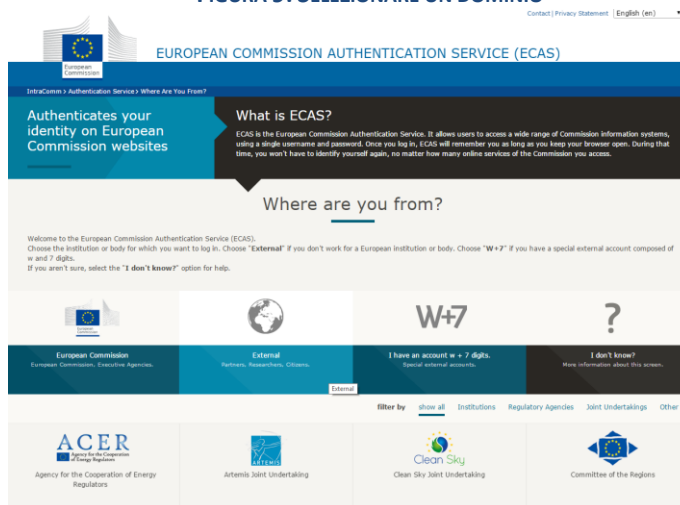 Contact | Privacy Statement English (en)
European
Commission
EUROPEAN COMMISSION AUTHENTICATION SERVICE (ECAS)
IntraComm > Authentication Service > Where Are You From?
Authenticates your
identity on European
Commission websites
What is ECAS?
ECAS is the European Commission Authentication Service. It allows users to access a wide range of Commission information systems,
using a single username and password. Once you log in, ECAS will remember you as long as you keep your browser open. During that
time, you won't have to identify yourself again, no matter how many online services of the Commission you access.
Where are you from?
Welcome to the European Commission Authentication Service (ECAS).
Choose the institution or body for which you want to log in. Choose "External" if you don't work for a European institution or body. Choose "W+7" if you have a special external account composed of
w and 7 digits.
If you aren't sure, select the "I don't know?" option for help.
W+7
?
European Commission
European Commission, Executive Agencies.
External
Partners, Researchers, Citizens.
I have an account w + 7 digits.
Special external accounts.
I don't know?
More information about this screen.
External
filter by show all Institutions Regulatory Agencies Joint Undertakings Other
ACER
Agency for the Cooperation
of Energy Regulators
ARTEMIS
Clean Sky
Agency for the Cooperation of Energy
Regulators
Artemis Joint Undertaking
Clean Sky Joint Undertaking
Committee of the Regions